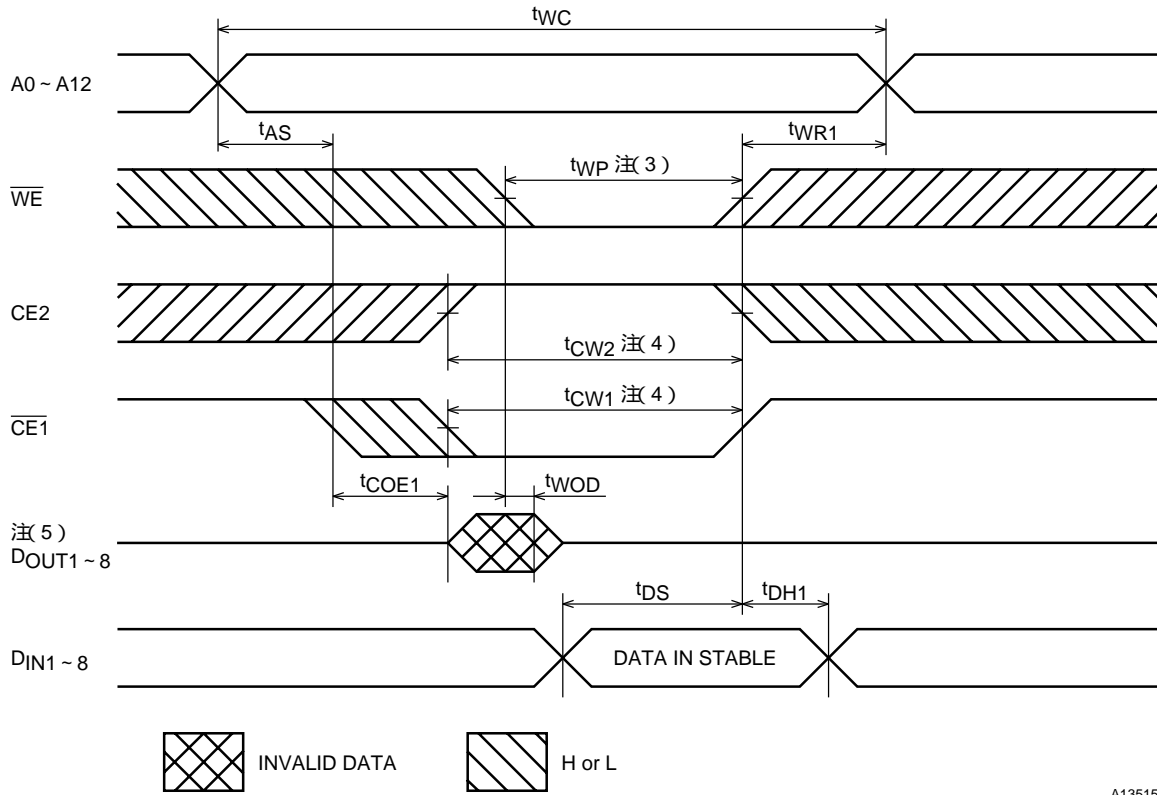 tWC
A0 ~ A12
tAS
tWR1
tWP 注(3)
WE
CE2
tCW2 注(4)
tCW1 注(4)
CE1
tCOE1
tWOD
注(5)
DOUT1 ~ 8
tDS
tDH1
DIN1 ~ 8
DATA IN STABLE
INVALID DATA
H or L
A13515